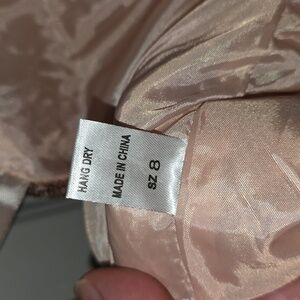 HANG DRY
MADE IN CHINA
SZ 8